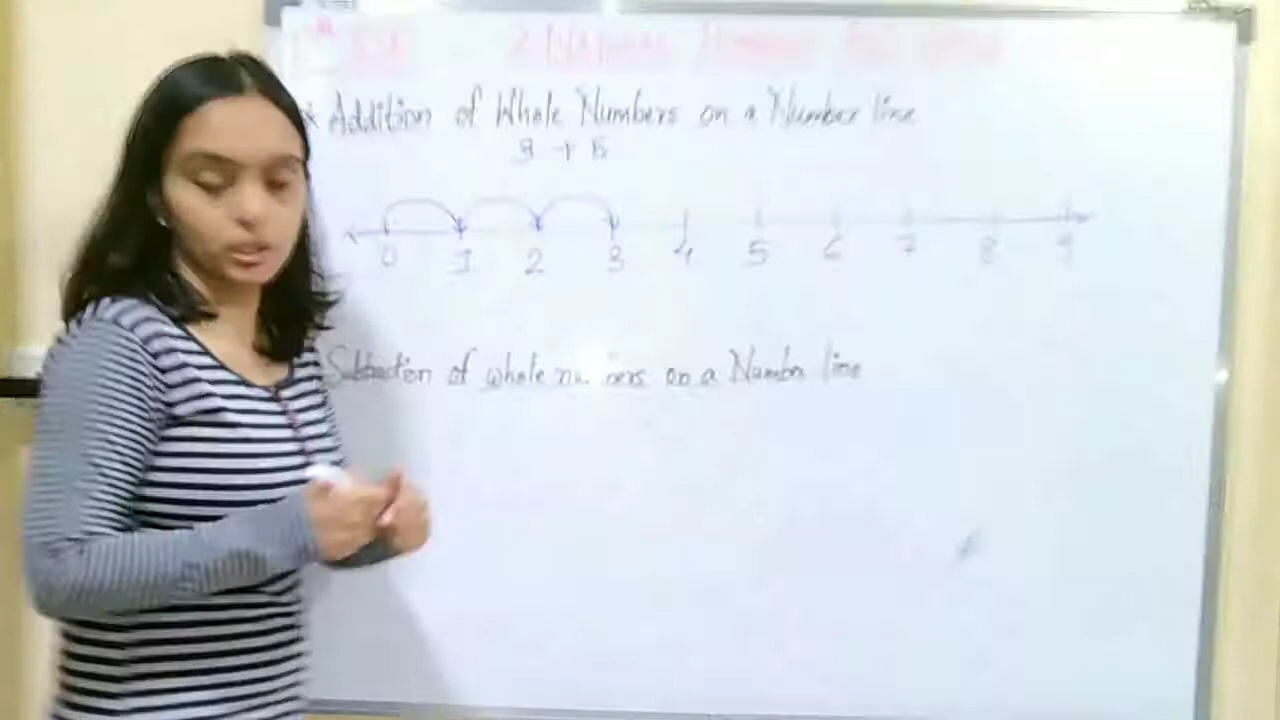 * Addition of Whole Numbers on a Number line
3 + 5
0 1 2 3 4 5 6 7 8 9
Subtraction of whole on a Number line